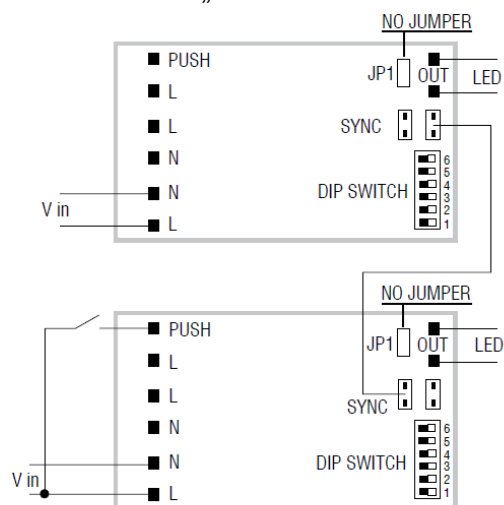 „
NO JUMPER
PUSH
JP1 OUT LED
L
L SYNC
N
6
5
4
3
2
1
DIP SWITCH
N
V in
L
NO JUMPER
PUSH
JP1 OUT LED
L
L SYNC
N
6
5
4
3
2
1
DIP SWITCH
N
V in
L